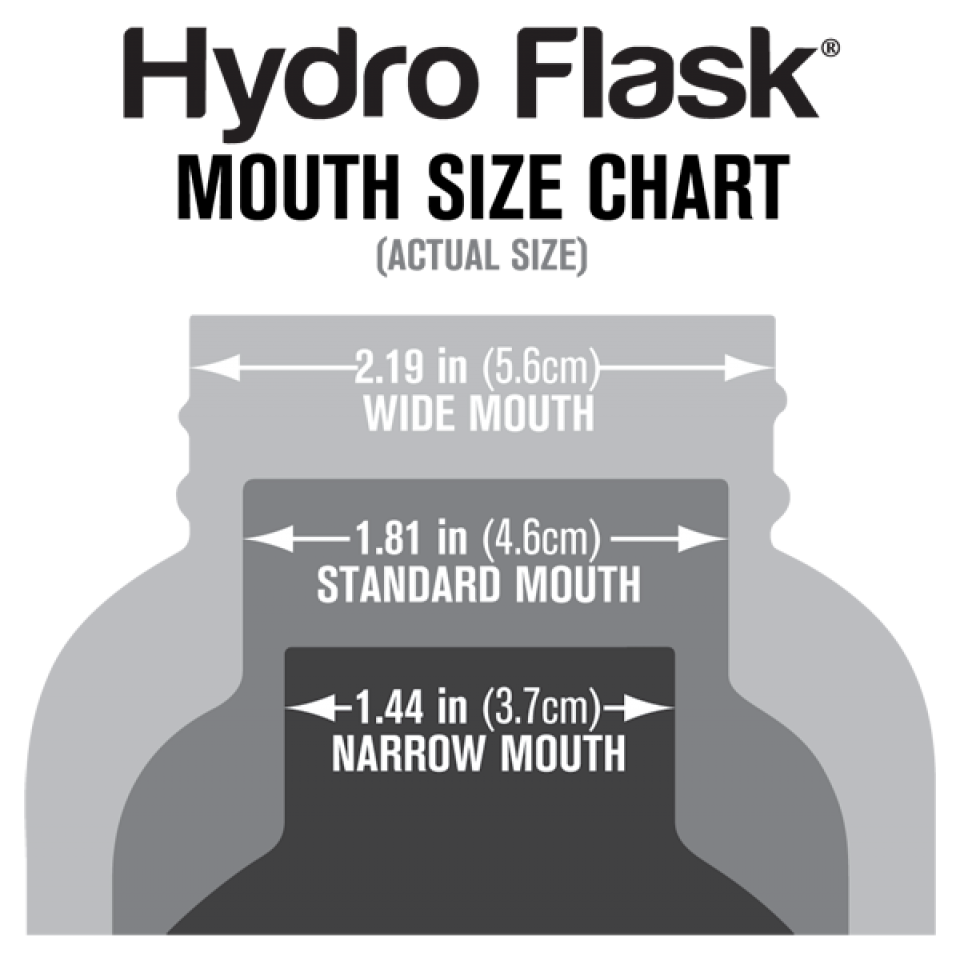 Hydro Flask®
MOUTH SIZE CHART
(ACTUAL SIZE)
2.19 in (5.6cm)
WIDE MOUTH
1.81 in (4.6cm)
STANDARD MOUTH
1.44 in (3.7cm)
NARROW MOUTH